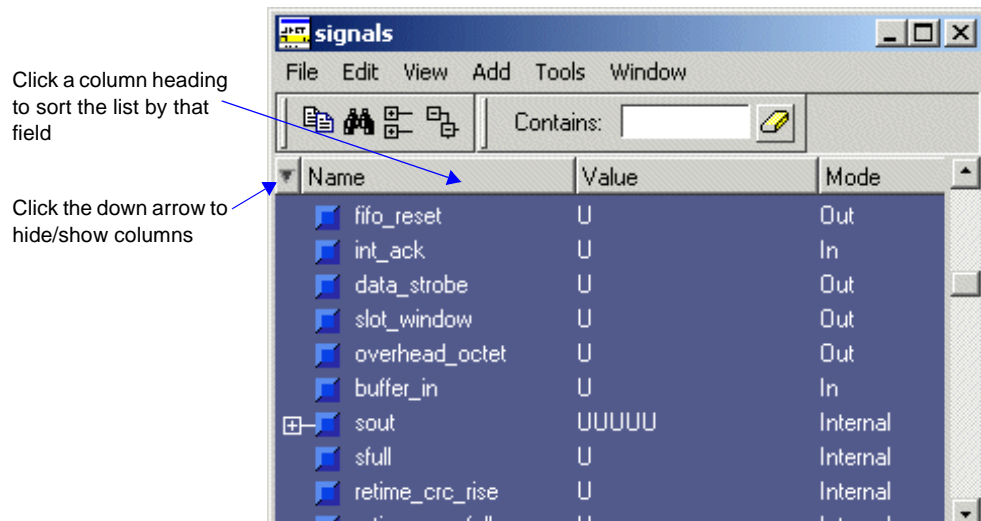 signals
File Edit View Add Tools Window
Click a column heading
to sort the list by that
field
Contains:
Name Value Mode
Click the down arrow to
hide/show columns
fifo_reset U Out
int_ack U In
data_strobe U Out
slot_window U Out
overhead_octet U Out
buffer_in U In
sout UUUUU Internal
sfull U Internal
retime_crc_rise U Internal